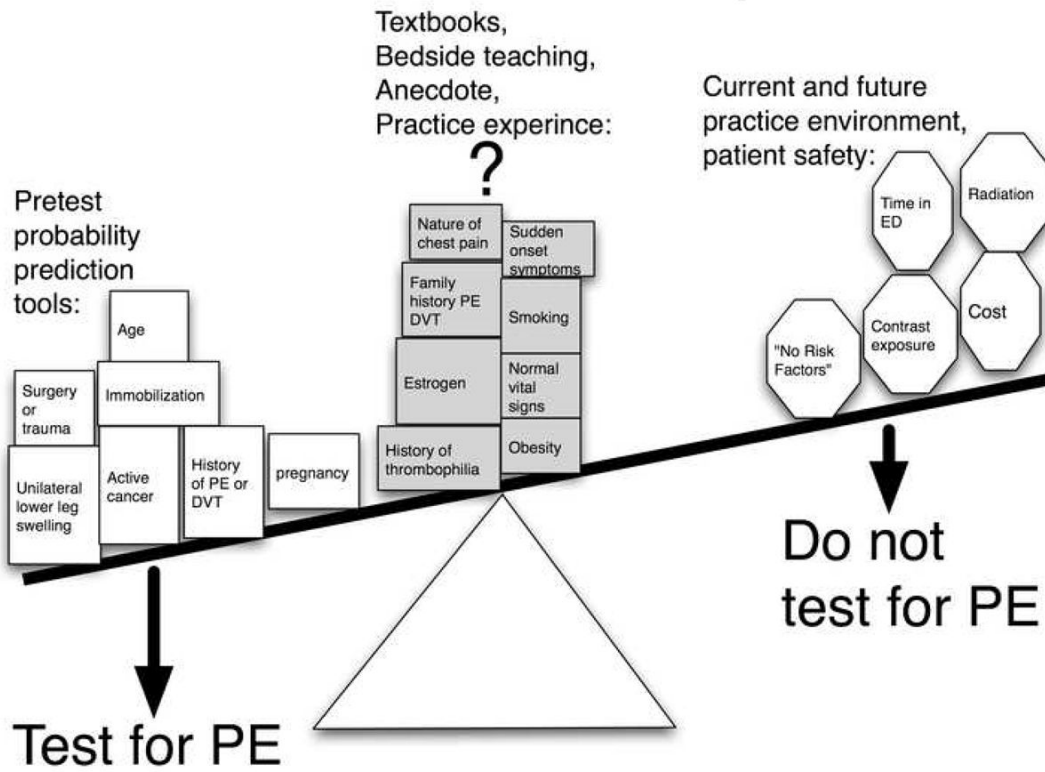 Textbooks,
Bedside teaching,
Anecdote,
Practice experince:
?
Current and future
practice environment,
patient safety:
Pretest
probability
prediction
tools:
Age
Surgery
or
trauma
Immobilization
Unilateral
lower leg
swelling
Active
cancer
History
of PE or
DVT
pregnancy
Nature of
chest pain
Sudden
onset
symptoms
Family
history PE
DVT
Smoking
Estrogen
Normal
vital
signs
History of
thrombophilia
Obesity
Time in
ED
Radiation
"No Risk
Factors"
Contrast
exposure
Cost
Do not
test for PE
Test for PE